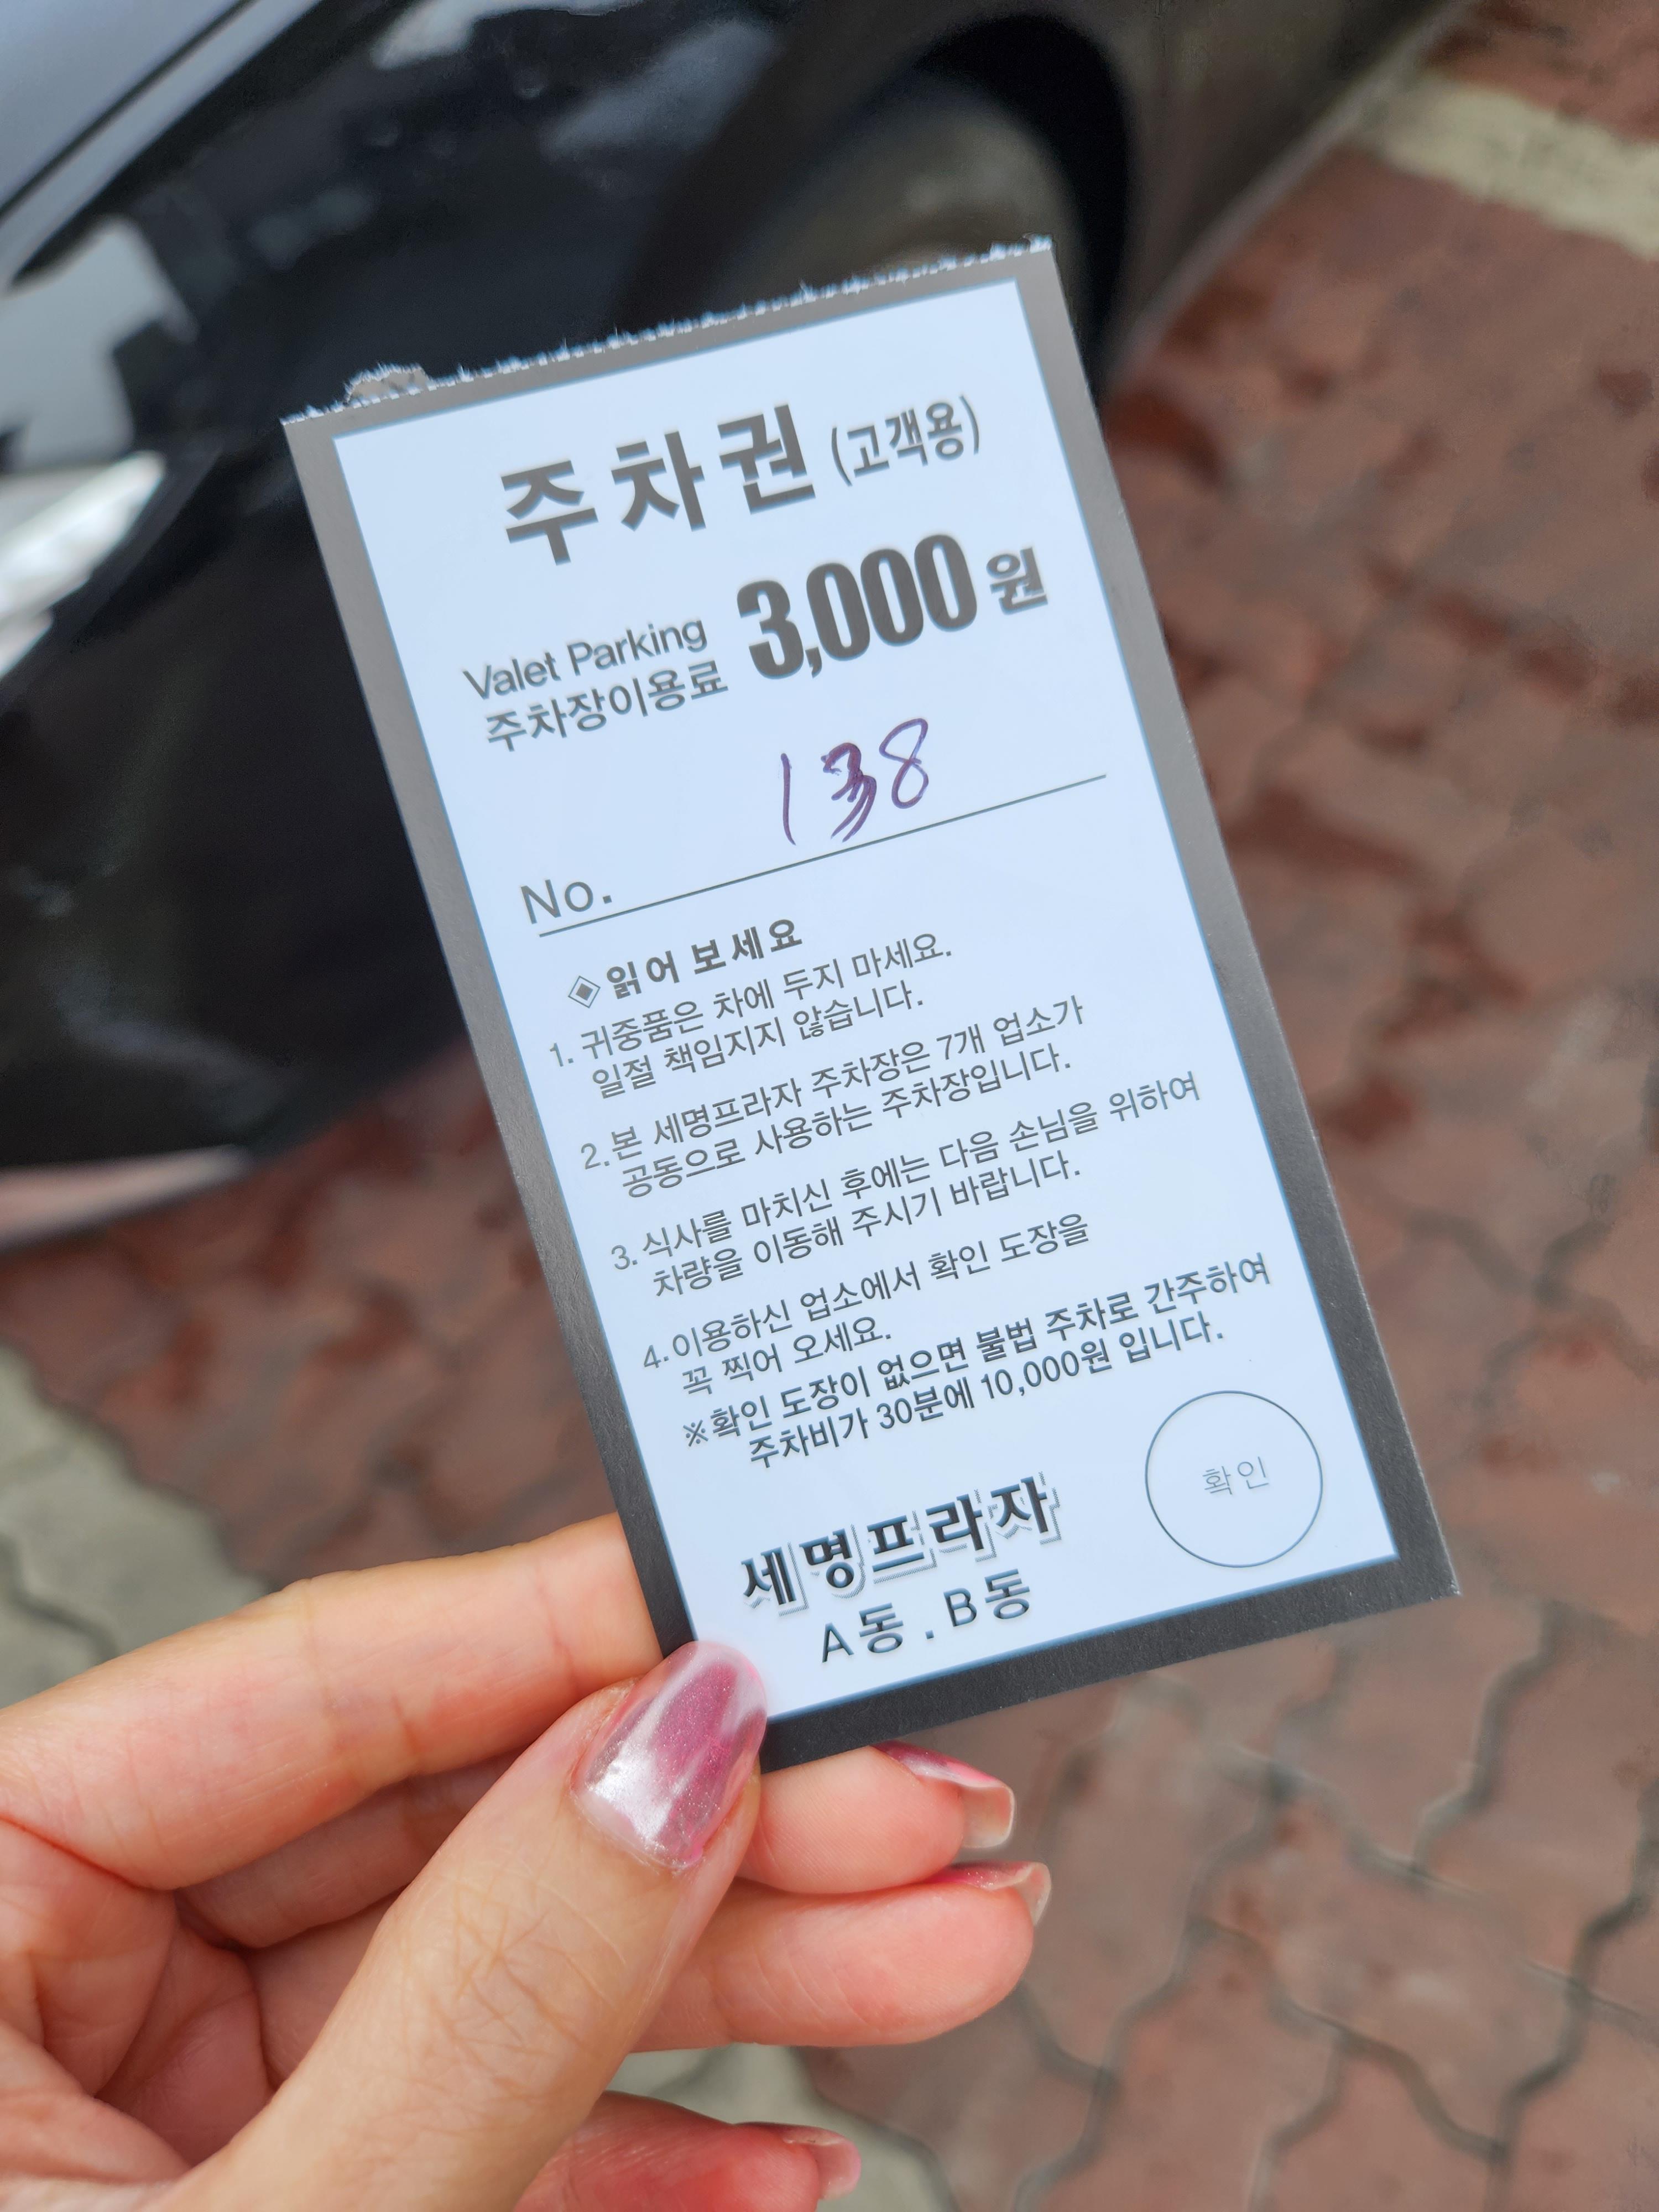 주차권 (고객용)
Valet Parking
주차장이용료
3,000원
No. 138
◈ 읽어 보세요
1. 귀중품은 차에 두지 마세요.
일절 책임지지 않습니다.
2. 본 세명프라자 주차장은 7개 업소가
공동으로 사용하는 주차장입니다.
3. 식사를 마치신 후에는 다음 손님을 위하여
차량을 이동해 주시기 바랍니다.
4. 이용하신 업소에서 확인 도장을
꼭 찍어 오세요.
※확인 도장이 없으면 불법 주차로 간주하여
주차비가 30분에 10,000원 입니다.
확인
세명프라자
A동 . B동